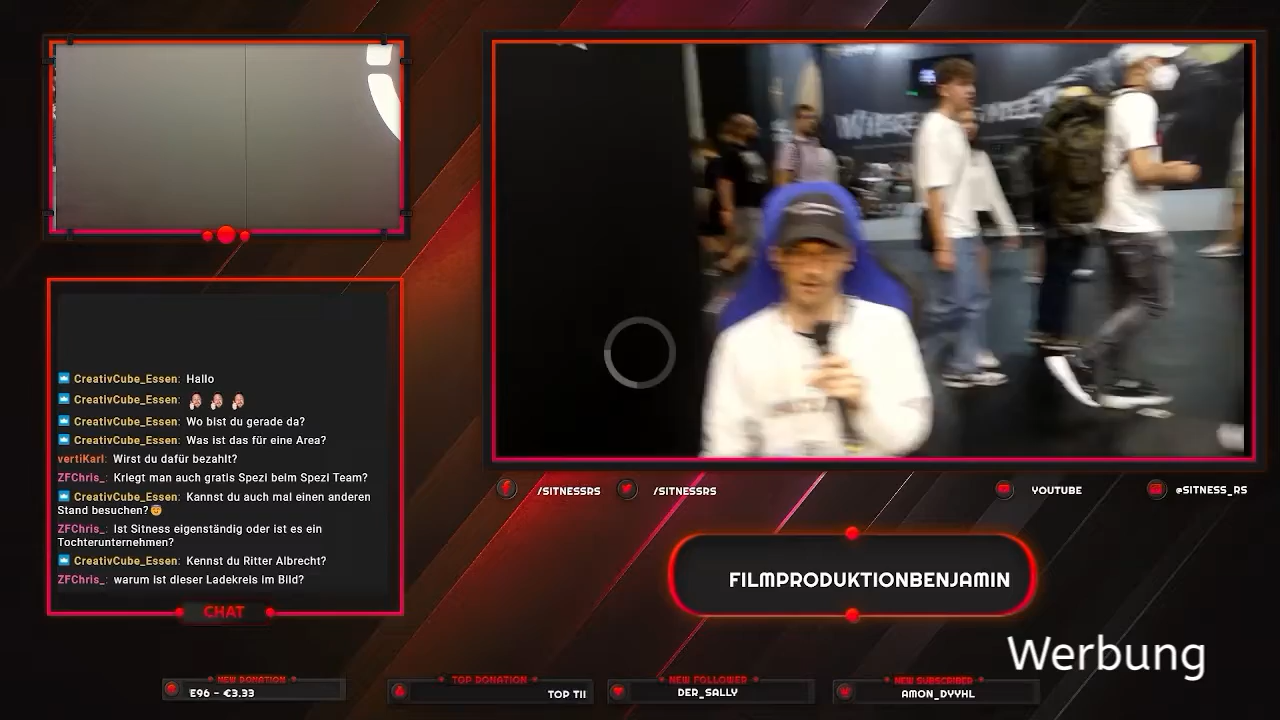 WHERE
MEET
CreativCube_Essen: Hallo
CreativCube_Essen:
CreativCube_Essen: Wo bist du gerade da?
CreativCube_Essen: Was ist das für eine Area?
vertiKarl: Wirst du dafür bezahlt?
ZFChris_: Kriegt man auch gratis Spezi beim Spezi Team?
CreativCube_Essen: Kannst du auch mal einen anderen
Stand besuchen?
ZFChris_: Ist Sitness eigenständig oder ist es ein
Tochterunternehmen?
CreativCube_Essen: Kennst du Ritter Albrecht?
ZFChris_: warum ist dieser Ladekreis im Bild?
CHAT
/SITNESSRS
/SITNESSRS
YOUTUBE
@SITNESS_RS
FILMPRODUKTIONBENJAMIN
Werbung
NEW DONATION
E96 - €3.33
TOP DONATION
TOP TII
NEW FOLLOWER
DER_SALLY
NEW SUBSCRIBER
AMON_DYYHL